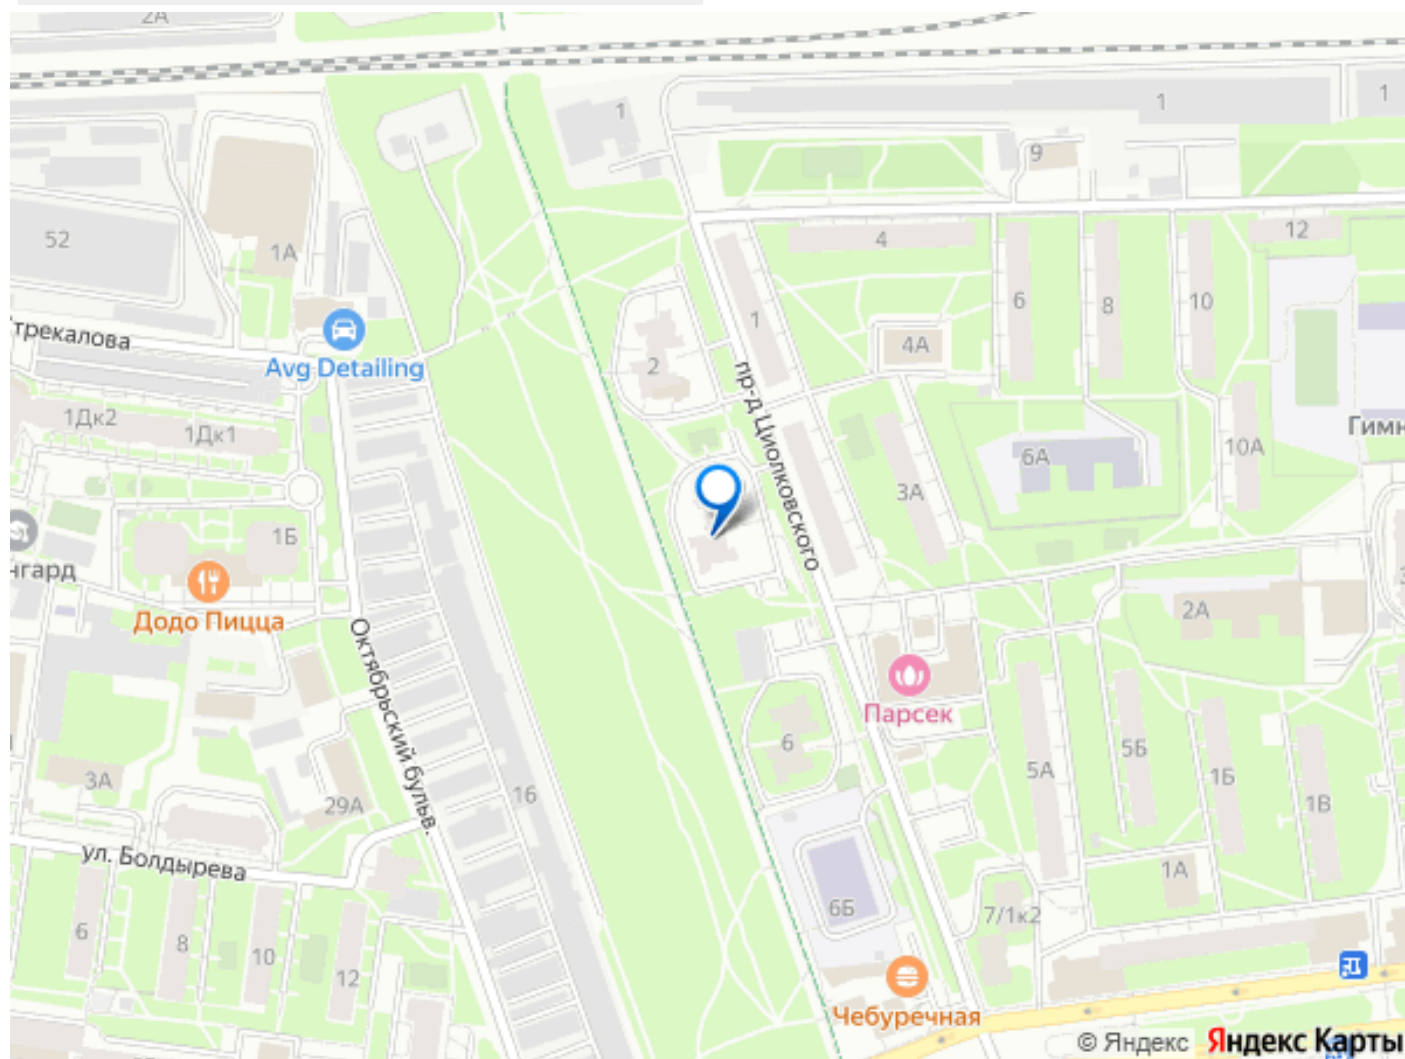 2А
1
1
1
9
52
1А
4
12
трекалова
Avg Detailing
1
6
8
10
4А
2
1Дк2
1Дк1
пр-д Циолковского
Гимн
6А
10А
3А
1Б
нгард
Додо Пицца
2А
Октябрьский бульв.
Парсек
6
5А
5Б
1Б
1В
3А
29А
16
ул. Болдырева
1А
6Б
7/1к2
6
8
10
12
Чебуречная
© Яндекс Яндекс Карты